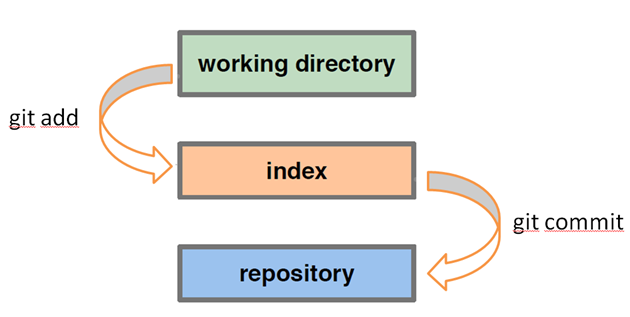 working directory
git add
index
git commit
repository